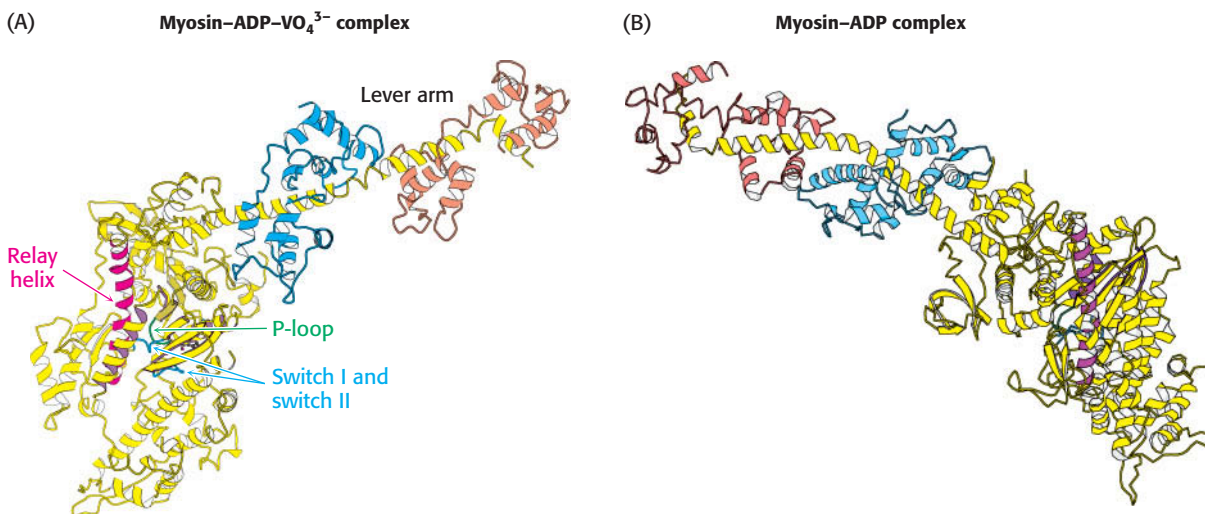 (A) Myosin–ADP–VO₄³⁻ complex
(B) Myosin–ADP complex
Lever arm
Relay
helix
P-loop
Switch I and
switch II